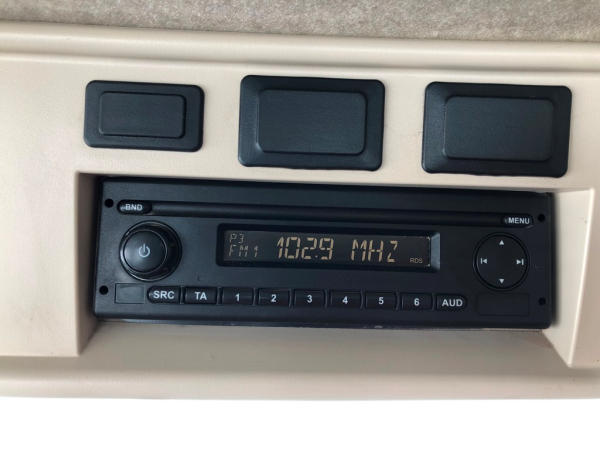 BND
MENU
P3
FM1 102.9 MHZ
RDS
SRC TA 1 2 3 4 5 6 AUD